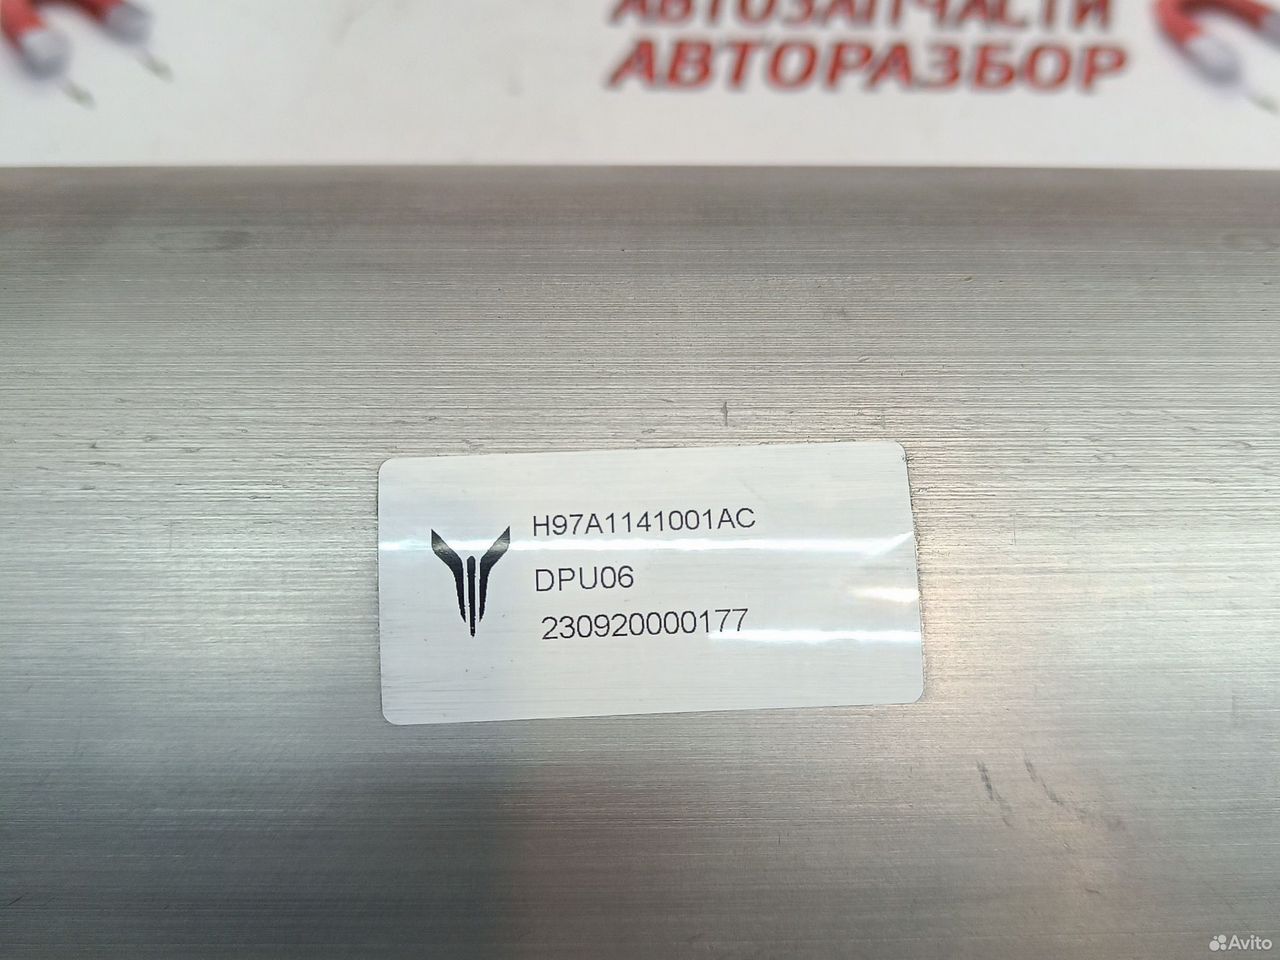 АВТОЗАПЧАСТИ
АВТОРАЗБОР
H97A1141001AC
DPU06
230920000177
Avito